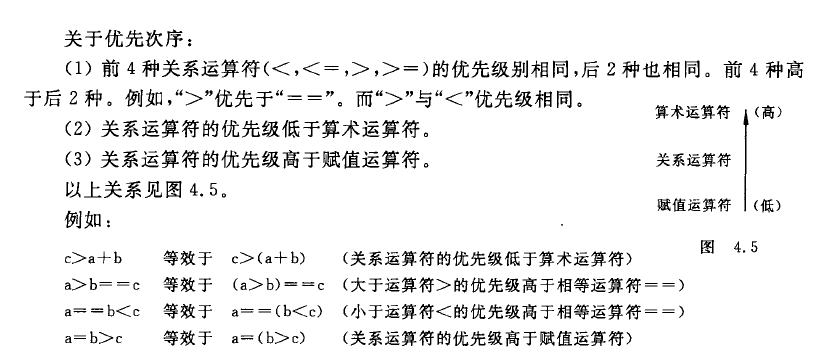 关于优先次序：
(1) 前 4 种关系运算符(<,<=,>,>=)的优先级别相同,后 2 种也相同。前 4 种高
于后 2 种。例如,“>”优先于“==”。而“>”与“<”优先级相同。
(2) 关系运算符的优先级低于算术运算符。
(3) 关系运算符的优先级高于赋值运算符。
以上关系见图 4.5。
例如：
算术运算符 (高)
关系运算符
赋值运算符 (低)
图 4.5
c>a+b 等效于 c>(a+b) (关系运算符的优先级低于算术运算符)
a>b==c 等效于 (a>b)==c (大于运算符>的优先级高于相等运算符==)
a==b<c 等效于 a==(b<c) (小于运算符<的优先级高于相等运算符==)
a=b>c 等效于 a=(b>c) (关系运算符的优先级高于赋值运算符)